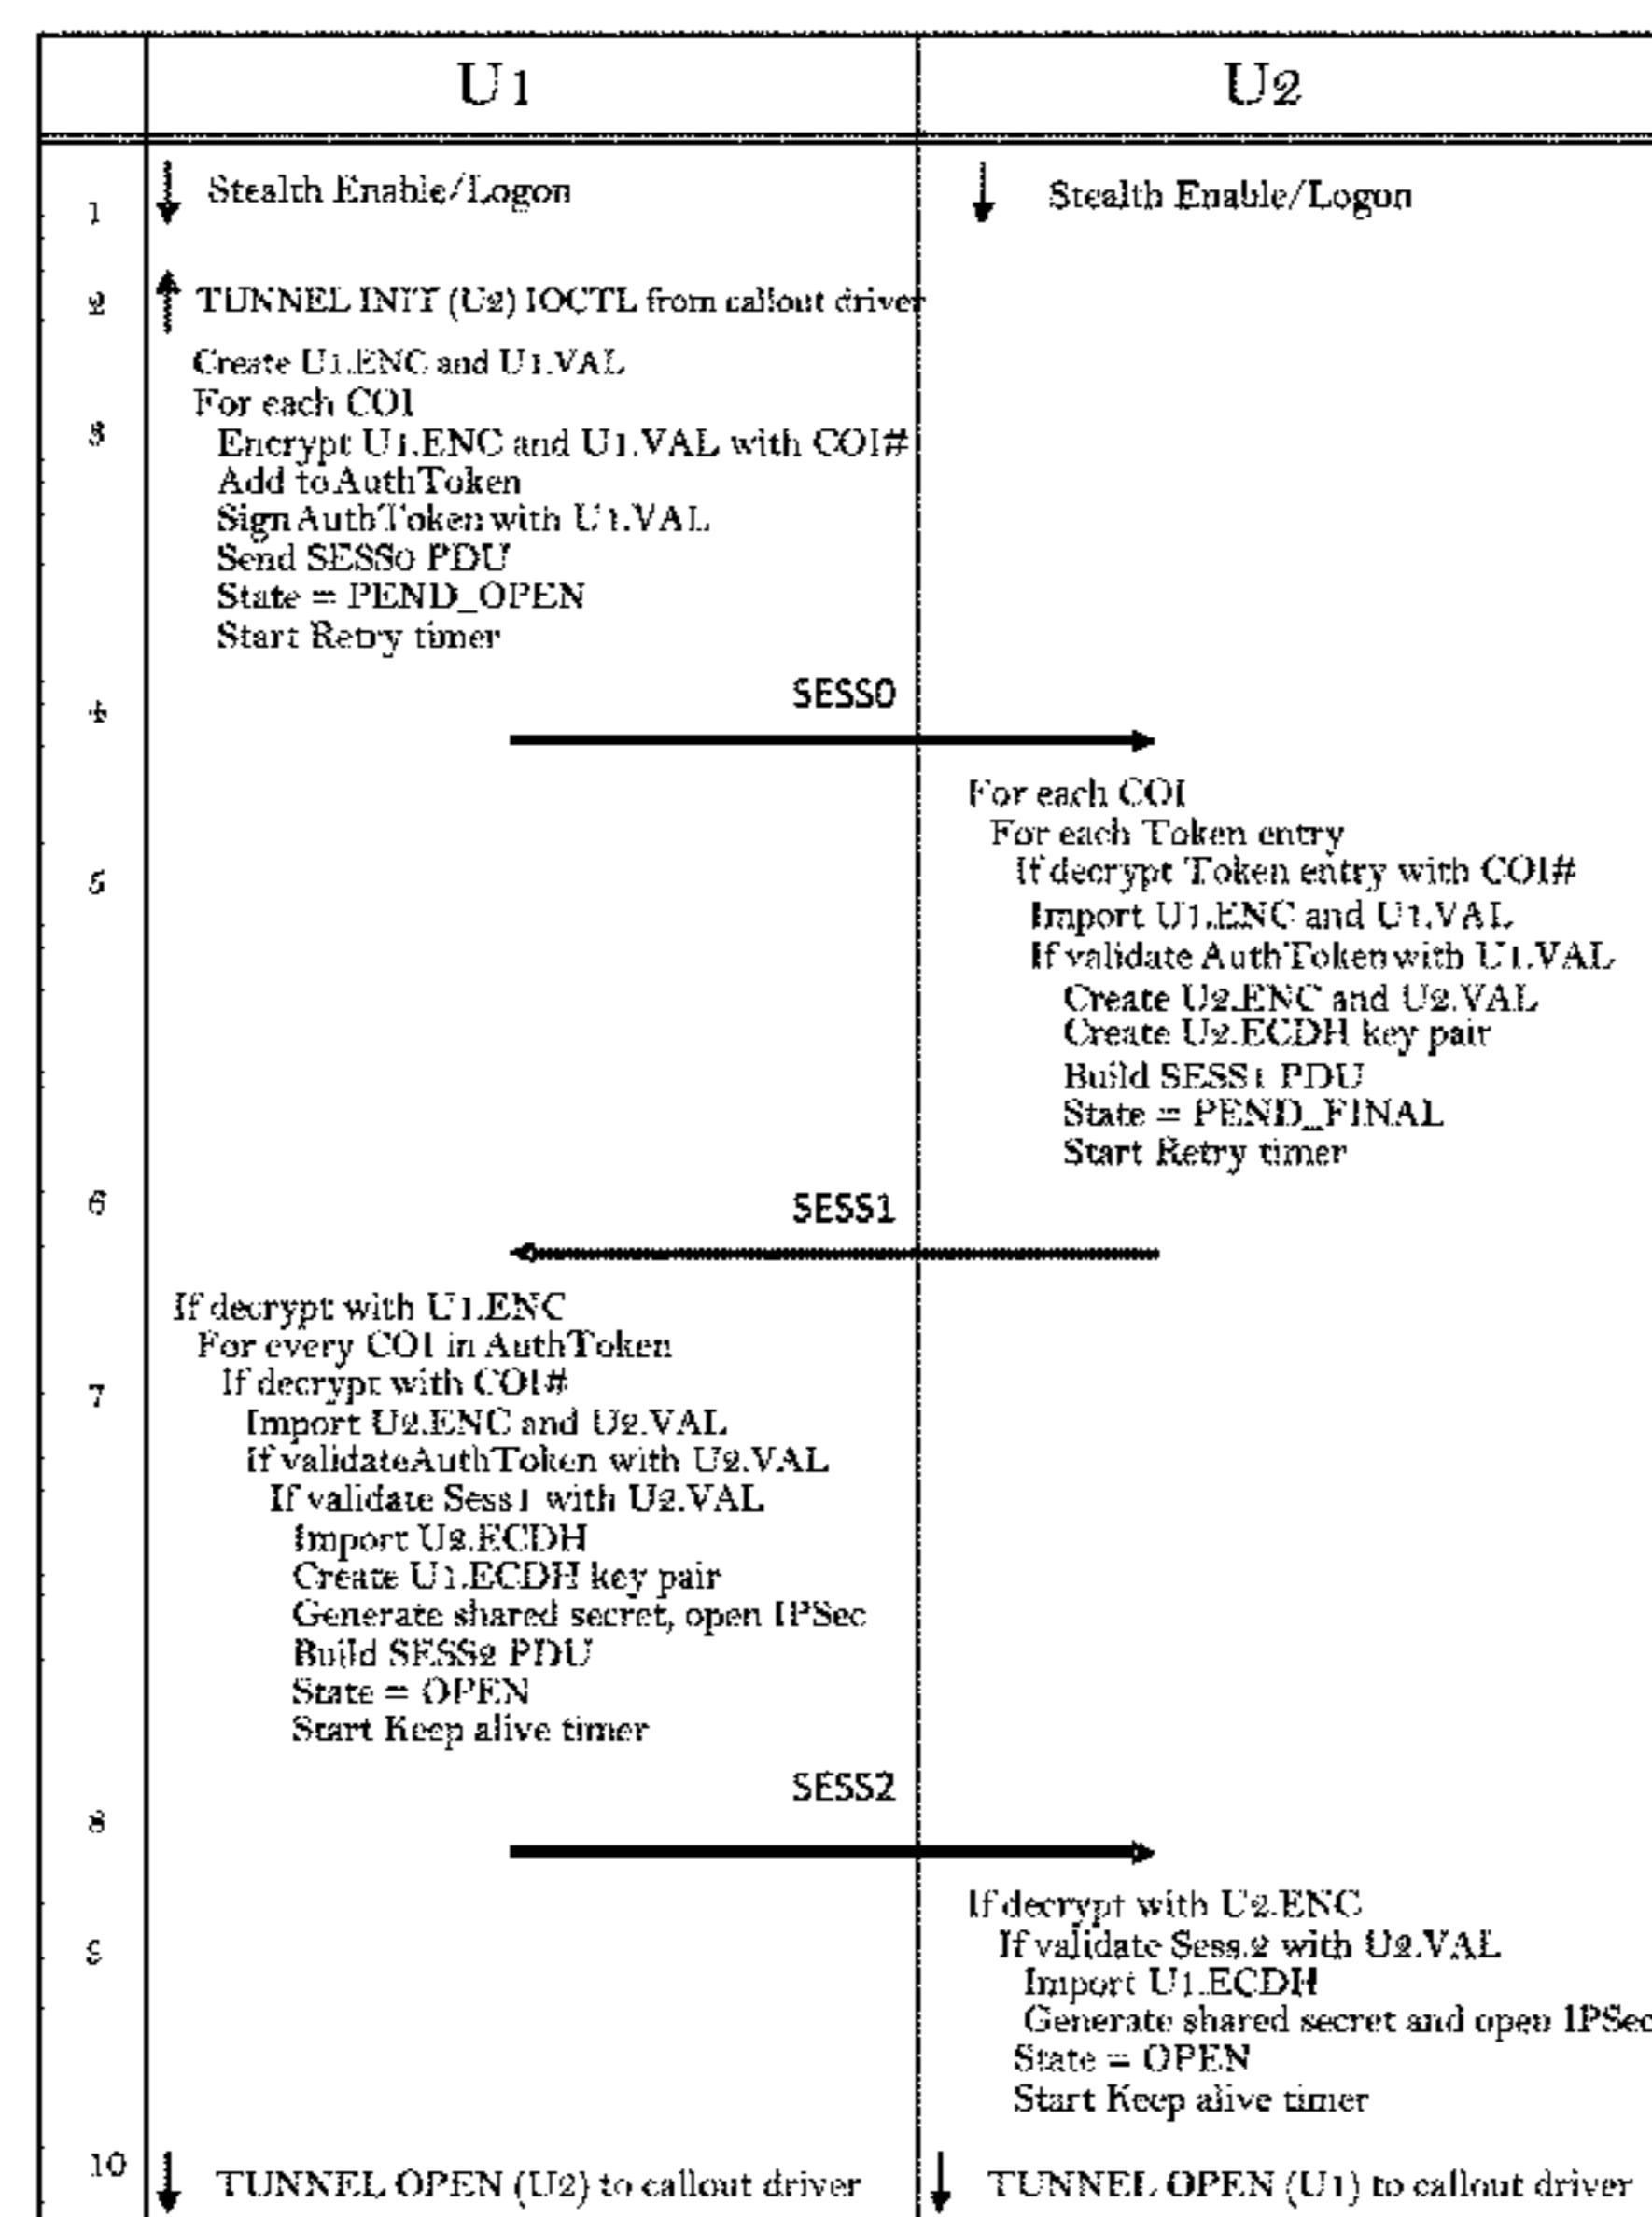 U1 U2
1 Stealth Enable/Logon Stealth Enable/Logon
2 TUNNEL INIT (U2) IOCTL from callout driver
Create U1.ENC and U1.VAL
For each COI
3
Encrypt U1.ENC and U1.VAL with COI#
Add to AuthToken
Sign AuthToken with U1.VAL
Send SESS0 PDU
State = PEND_OPEN
Start Retry timer
SESS0
4
For each COI
For each Token entry
5 If decrypt Token entry with COI#
Import U1.ENC and U1.VAL
If validate AuthToken with U1.VAL
Create U2.ENC and U2.VAL
Create U2.ECDH key pair
Build SESS1 PDU
State = PEND_FINAL
Start Retry timer
6 SESS1
If decrypt with U1.ENC
For every COI in AuthToken
7 If decrypt with COI#
Import U2.ENC and U2.VAL
If validateAuthToken with U2.VAL
If validate Sess1 with U2.VAL
Import U2.ECDH
Create U1.ECDH key pair
Generate shared secret, open IPSec
Build SESS2 PDU
State = OPEN
Start Keep alive timer
SESS2
8
If decrypt with U2.ENC
9 If validate Sess.2 with U2.VAL
Import U1.ECDH
Generate shared secret and open IPSec
State = OPEN
Start Keep alive timer
10 TUNNEL OPEN (U2) to callout driver TUNNEL OPEN (U1) to callout driver